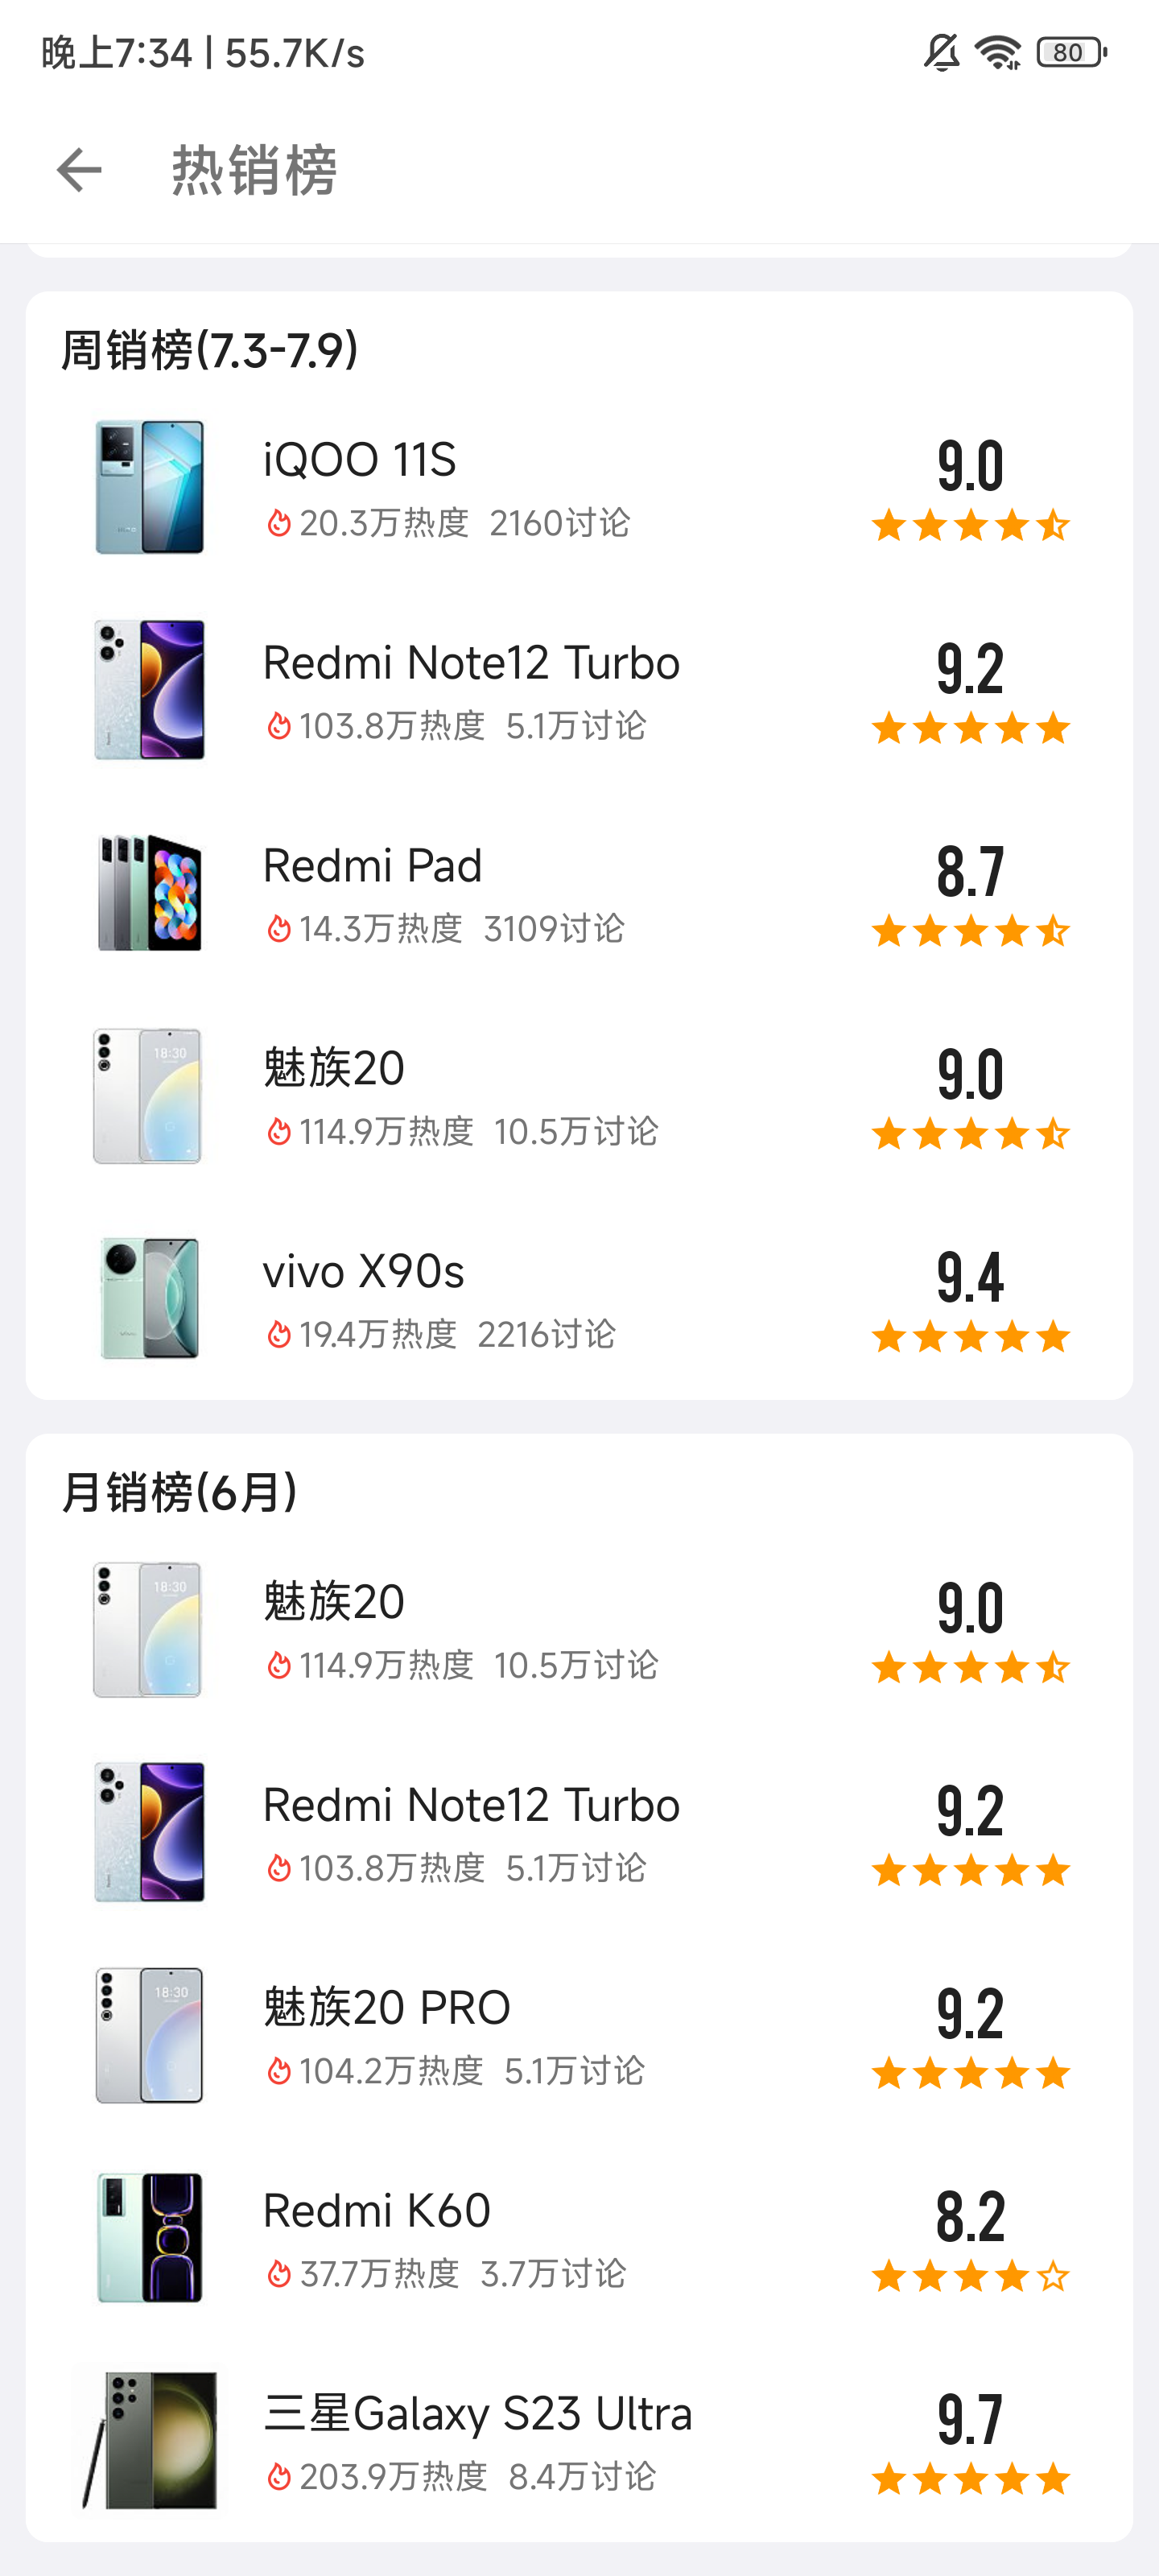 晚上7:34 | 55.7K/s
80
热销榜
周销榜(7.3-7.9)
iQOO 11S
9.0
20.3万热度 2160讨论
Redmi Note12 Turbo
9.2
103.8万热度 5.1万讨论
Redmi Pad
8.7
14.3万热度 3109讨论
18:30
魅族20
9.0
114.9万热度 10.5万讨论
vivo X90s
9.4
19.4万热度 2216讨论
月销榜(6月)
18:30
魅族20
9.0
114.9万热度 10.5万讨论
Redmi Note12 Turbo
9.2
103.8万热度 5.1万讨论
18:30
魅族20 PRO
9.2
104.2万热度 5.1万讨论
Redmi K60
8.2
37.7万热度 3.7万讨论
三星Galaxy S23 Ultra
9.7
203.9万热度 8.4万讨论